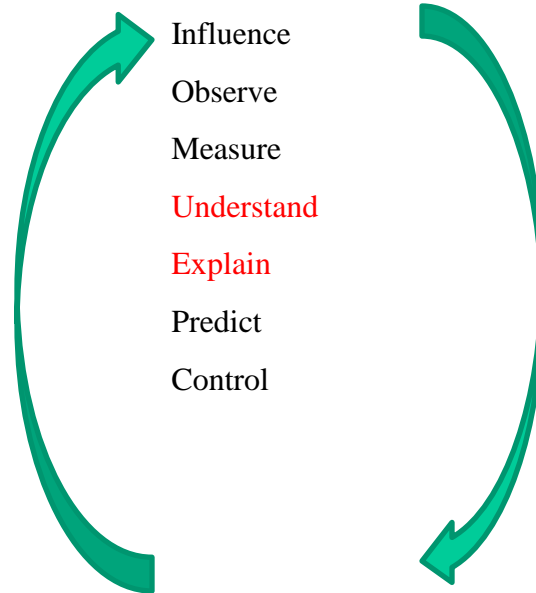 Influence
Observe
Measure
Understand
Explain
Predict
Control